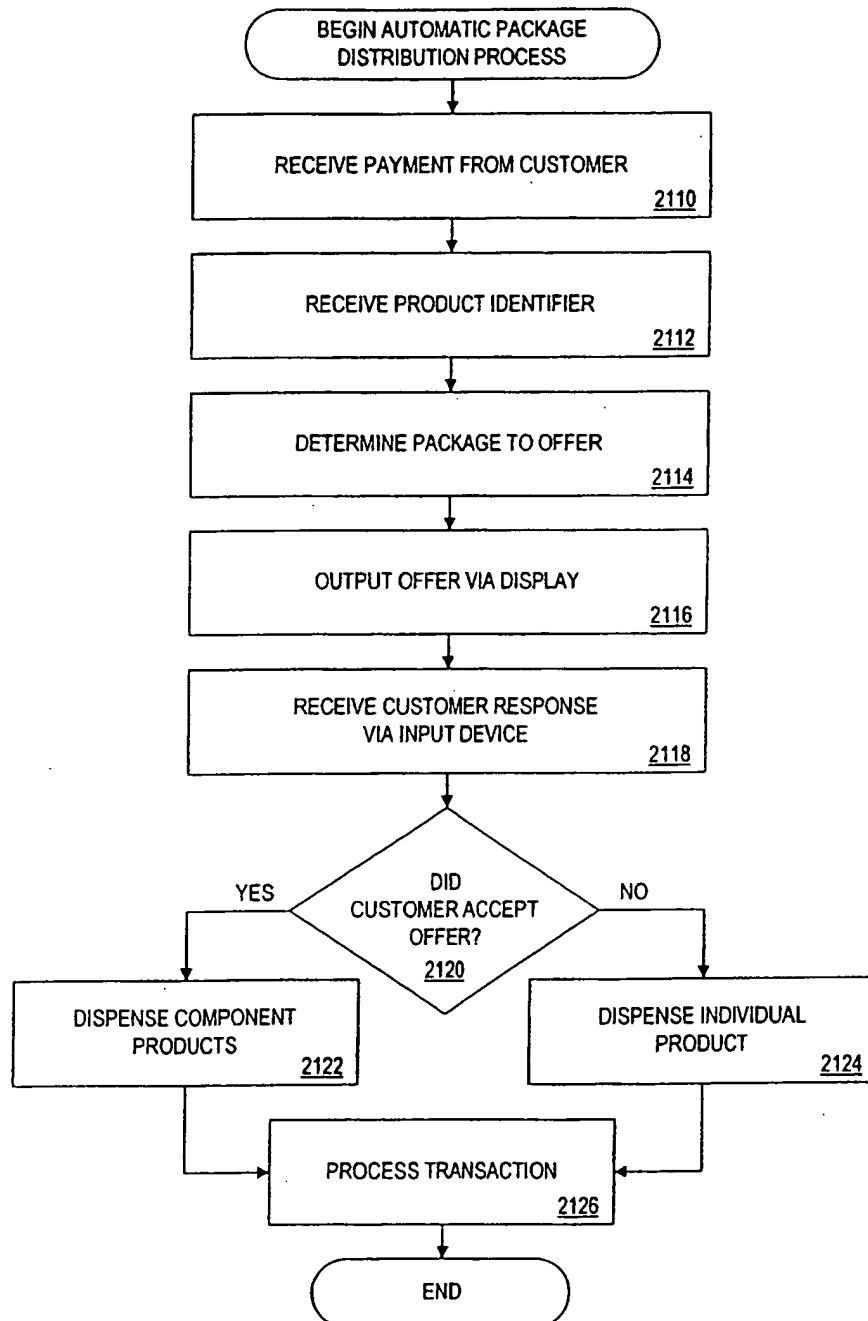 BEGIN AUTOMATIC PACKAGE
DISTRIBUTION PROCESS
RECEIVE PAYMENT FROM CUSTOMER
2110
RECEIVE PRODUCT IDENTIFIER
2112
DETERMINE PACKAGE TO OFFER
2114
OUTPUT OFFER VIA DISPLAY
2116
RECEIVE CUSTOMER RESPONSE
VIA INPUT DEVICE
2118
DID
CUSTOMER ACCEPT
OFFER?
2120
YES
NO
DISPENSE COMPONENT
PRODUCTS
2122
DISPENSE INDIVIDUAL
PRODUCT
2124
PROCESS TRANSACTION
2126
END